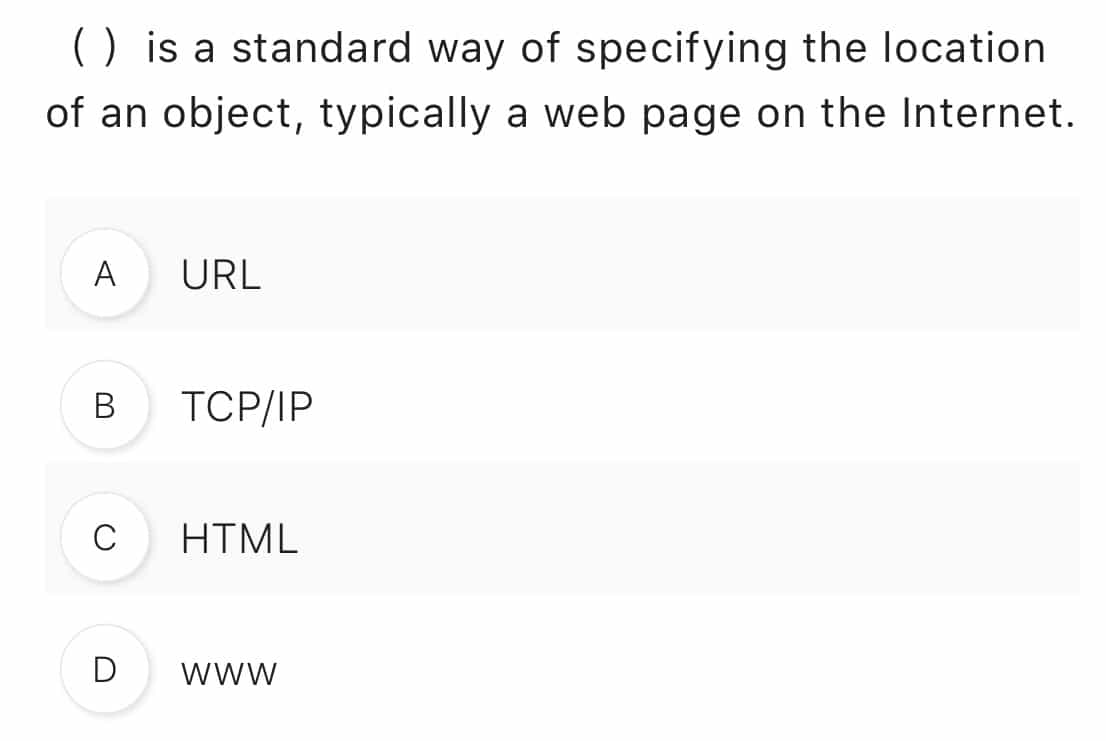 ( ) is a standard way of specifying the location
of an object, typically a web page on the Internet.
A URL
B TCP/IP
C HTML
D www